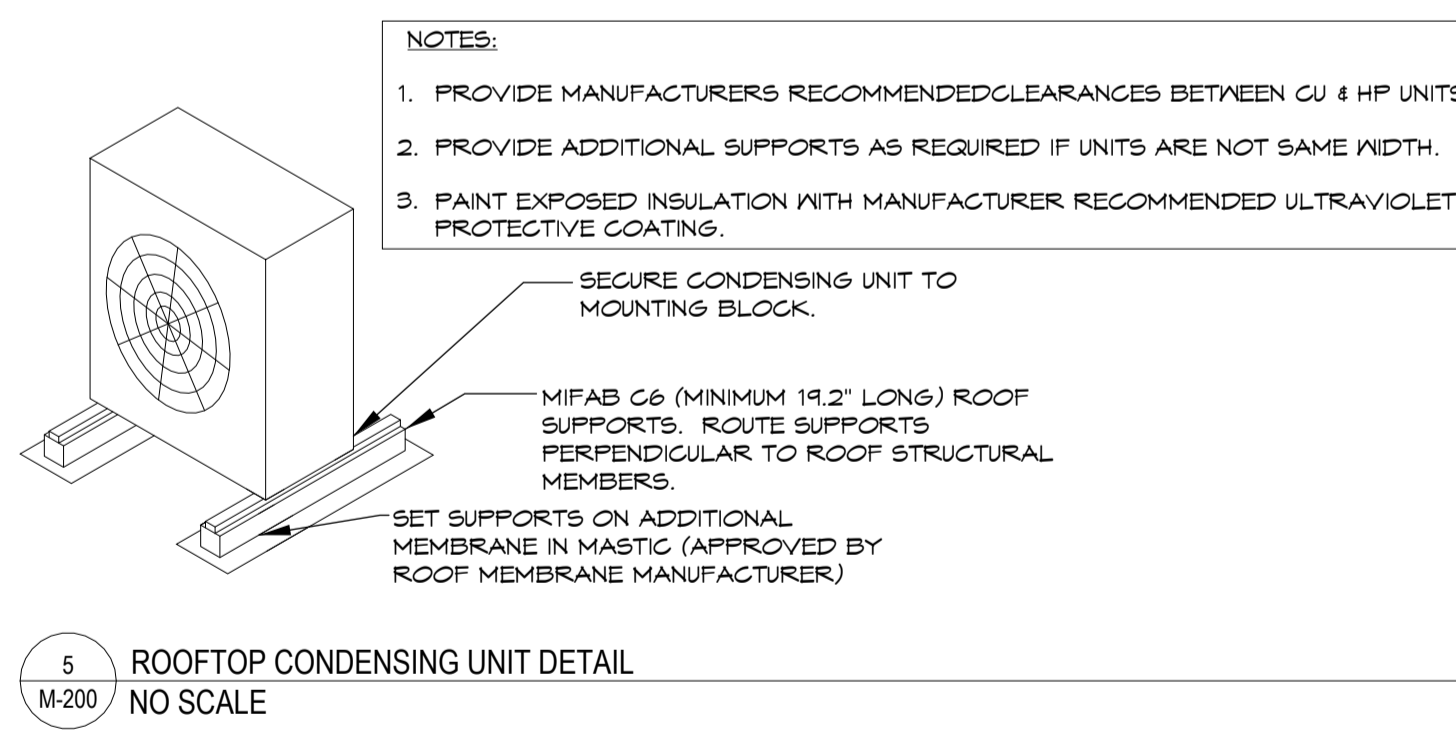 NOTES:
1. PROVIDE MANUFACTURERS RECOMMENDEDCLEARANCES BETWEEN CU & HP UNITS
2. PROVIDE ADDITIONAL SUPPORTS AS REQUIRED IF UNITS ARE NOT SAME WIDTH.
3. PAINT EXPOSED INSULATION WITH MANUFACTURER RECOMMENDED ULTRAVIOLET
PROTECTIVE COATING.
SECURE CONDENSING UNIT TO
MOUNTING BLOCK.
MIFAB C6 (MINIMUM 19.2" LONG) ROOF
SUPPORTS. ROUTE SUPPORTS
PERPENDICULAR TO ROOF STRUCTURAL
MEMBERS.
SET SUPPORTS ON ADDITIONAL
MEMBRANE IN MASTIC (APPROVED BY
ROOF MEMBRANE MANUFACTURER)
5
ROOFTOP CONDENSING UNIT DETAIL
M-200
NO SCALE